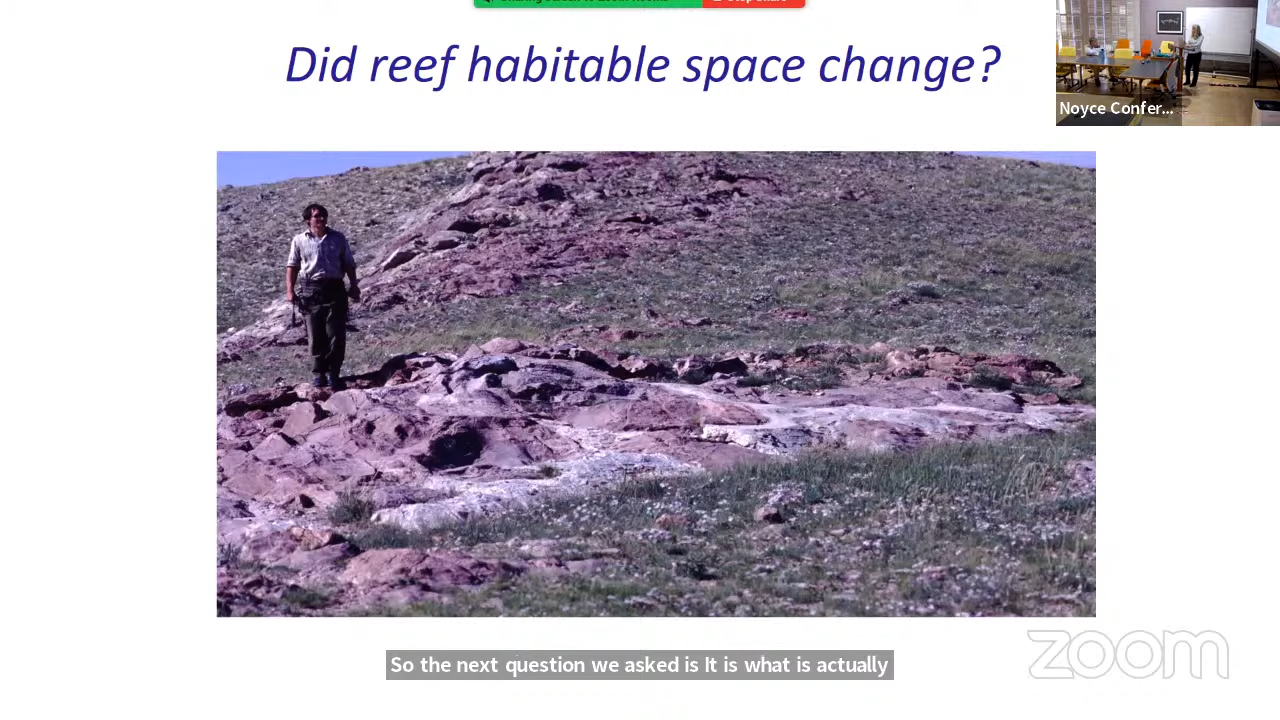 Did reef habitable space change?
Noyce Confer...
So the next question we asked is It is what is actually
zoom